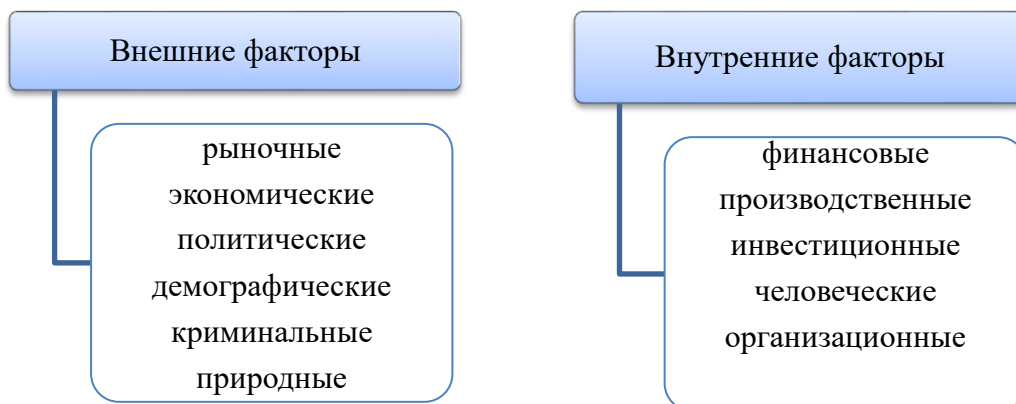 Внешние факторы
рыночные
экономические
политические
демографические
криминальные
природные
Внутренние факторы
финансовые
производственные
инвестиционные
человеческие
организационные